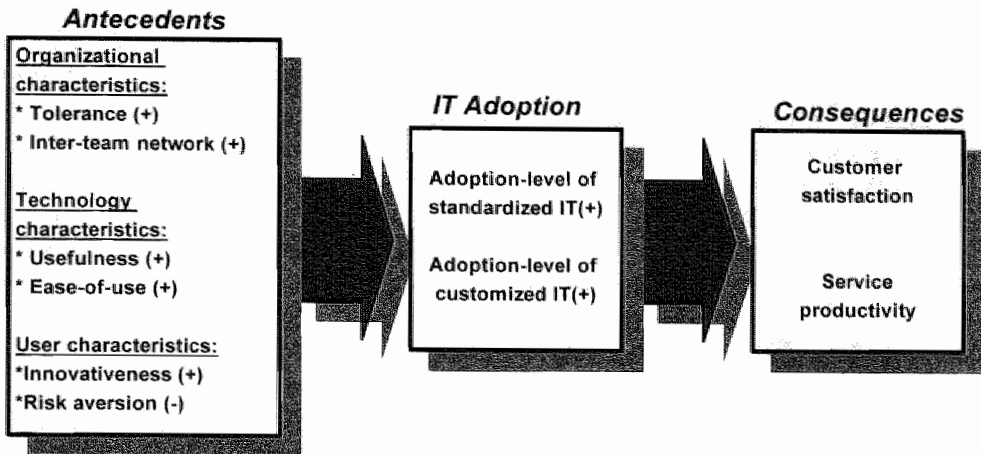 Antecedents
Organizational
characteristics:
* Tolerance (+)
* Inter-team network (+)
Technology
characteristics:
* Usefulness (+)
* Ease-of-use (+)
User characteristics:
*Innovativeness (+)
*Risk aversion (-)
IT Adoption
Adoption-level of
standardized IT(+)
Adoption-level of
customized IT(+)
Consequences
Customer
satisfaction
Service
productivity